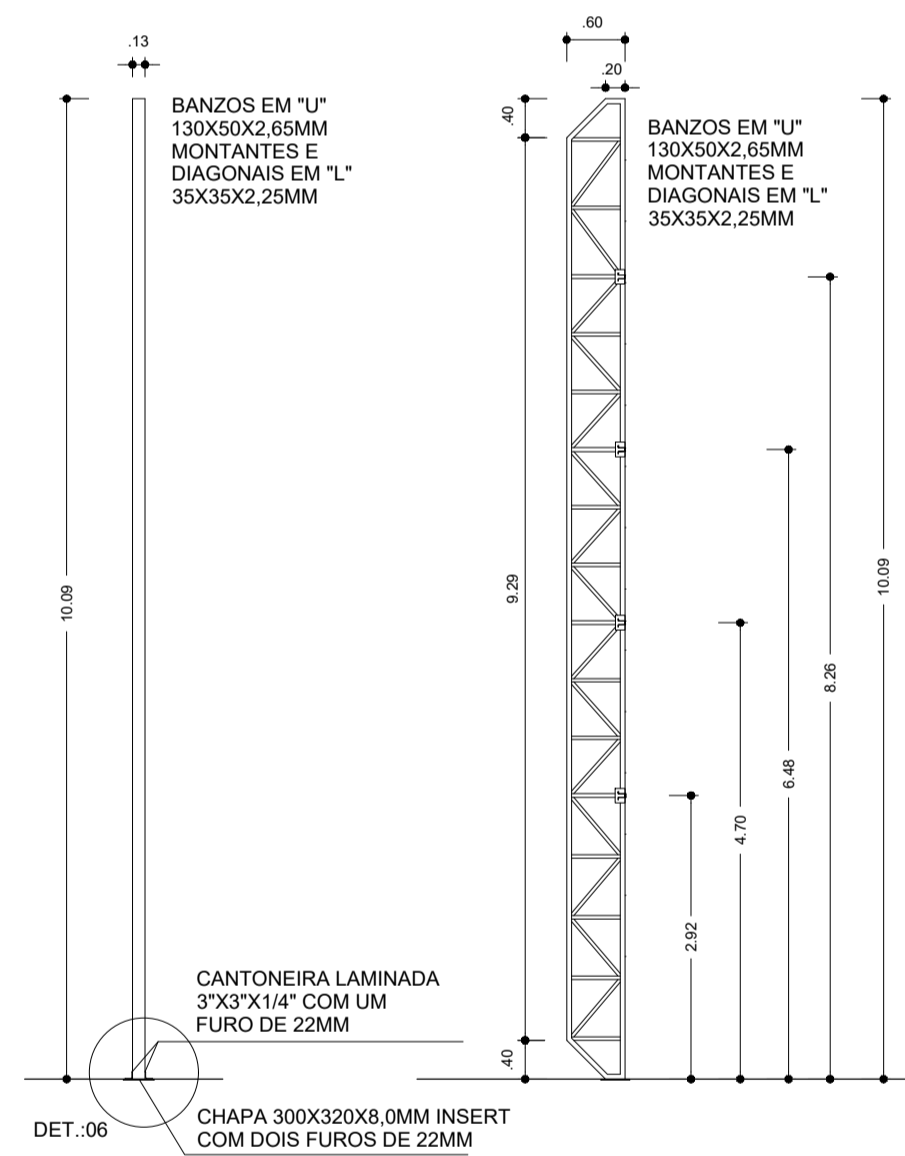 .13
BANZOS EM "U"
130X50X2,65MM
MONTANTES E
DIAGONAIS EM "L"
35X35X2,25MM
10.09
CANTONEIRA LAMINADA
3"X3"X1/4" COM UM
FURO DE 22MM
CHAPA 300X320X8,0MM INSERT
COM DOIS FUROS DE 22MM
DET.:06
.60
.20
.40
BANZOS EM "U"
130X50X2,65MM
MONTANTES E
DIAGONAIS EM "L"
35X35X2,25MM
9.29
.40
2.92
4.70
6.48
8.26
10.09